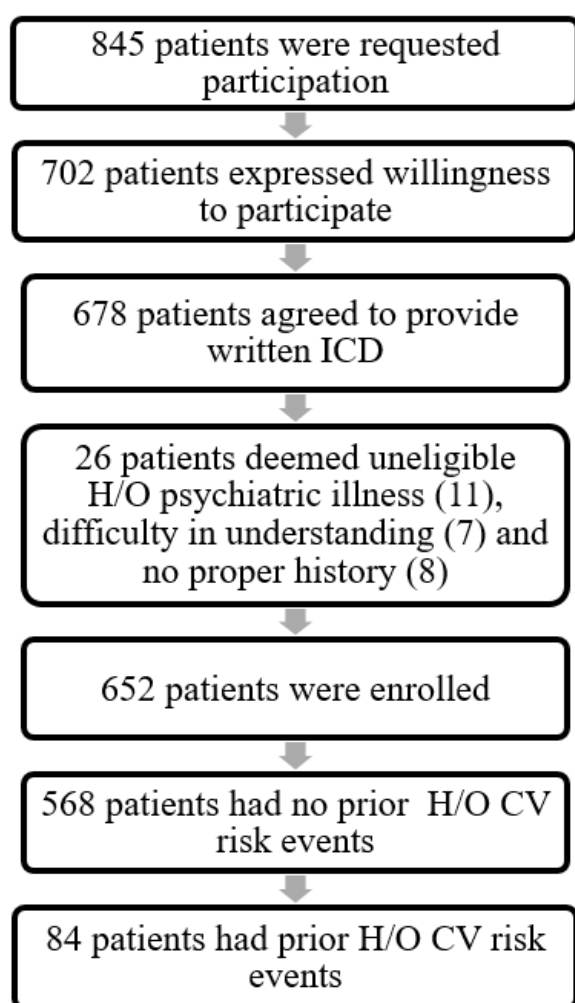 845 patients were requested
participation
702 patients expressed willingness
to participate
678 patients agreed to provide
written ICD
26 patients deemed uneligible
H/O psychiatric illness (11),
difficulty in understanding (7) and
no proper history (8)
652 patients were enrolled
568 patients had no prior H/O CV
risk events
84 patients had prior H/O CV risk
events